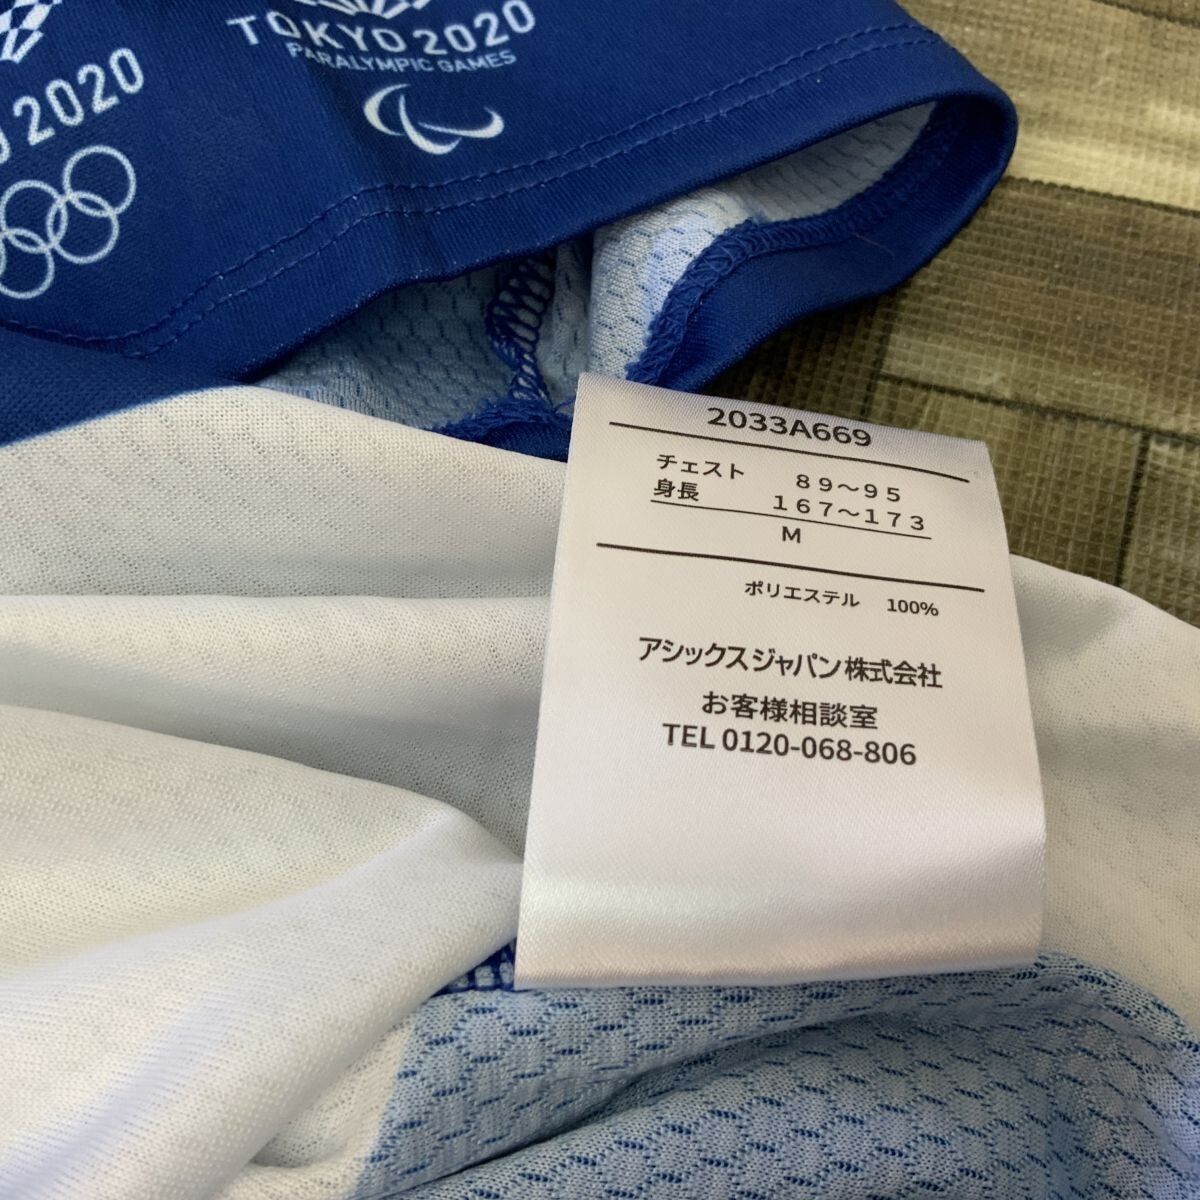 TOKYO 2020
PARALYMPIC GAMES
2020
2033A669
チェスト 89～95
身長 167～173
M
ポリエステル 100%
アシックスジャパン株式会社
お客様相談室
TEL 0120-068-806